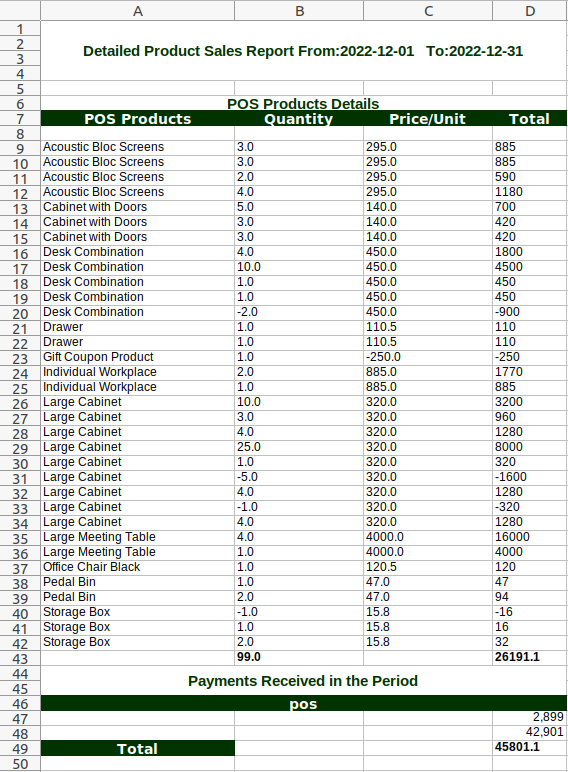 A B C D
1
2 Detailed Product Sales Report From:2022-12-01 To:2022-12-31
3
4
5
6 POS Products Details
7 POS Products Quantity Price/Unit Total
8
9 Acoustic Bloc Screens 3.0 295.0 885
10 Acoustic Bloc Screens 3.0 295.0 885
11 Acoustic Bloc Screens 2.0 295.0 590
12 Acoustic Bloc Screens 4.0 295.0 1180
13 Cabinet with Doors 5.0 140.0 700
14 Cabinet with Doors 3.0 140.0 420
15 Cabinet with Doors 3.0 140.0 420
16 Desk Combination 4.0 450.0 1800
17 Desk Combination 10.0 450.0 4500
18 Desk Combination 1.0 450.0 450
19 Desk Combination 1.0 450.0 450
20 Desk Combination -2.0 450.0 -900
21 Drawer 1.0 110.5 110
22 Drawer 1.0 110.5 110
23 Gift Coupon Product 1.0 -250.0 -250
24 Individual Workplace 2.0 885.0 1770
25 Individual Workplace 1.0 885.0 885
26 Large Cabinet 10.0 320.0 3200
27 Large Cabinet 3.0 320.0 960
28 Large Cabinet 4.0 320.0 1280
29 Large Cabinet 25.0 320.0 8000
30 Large Cabinet 1.0 320.0 320
31 Large Cabinet -5.0 320.0 -1600
32 Large Cabinet 4.0 320.0 1280
33 Large Cabinet -1.0 320.0 -320
34 Large Cabinet 4.0 320.0 1280
35 Large Meeting Table 4.0 4000.0 16000
36 Large Meeting Table 1.0 4000.0 4000
37 Office Chair Black 1.0 120.5 120
38 Pedal Bin 1.0 47.0 47
39 Pedal Bin 2.0 47.0 94
40 Storage Box -1.0 15.8 -16
41 Storage Box 1.0 15.8 16
42 Storage Box 2.0 15.8 32
43 99.0 26191.1
44 Payments Received in the Period
45
46 pos
47 2,899
48 42,901
49 Total 45801.1
50